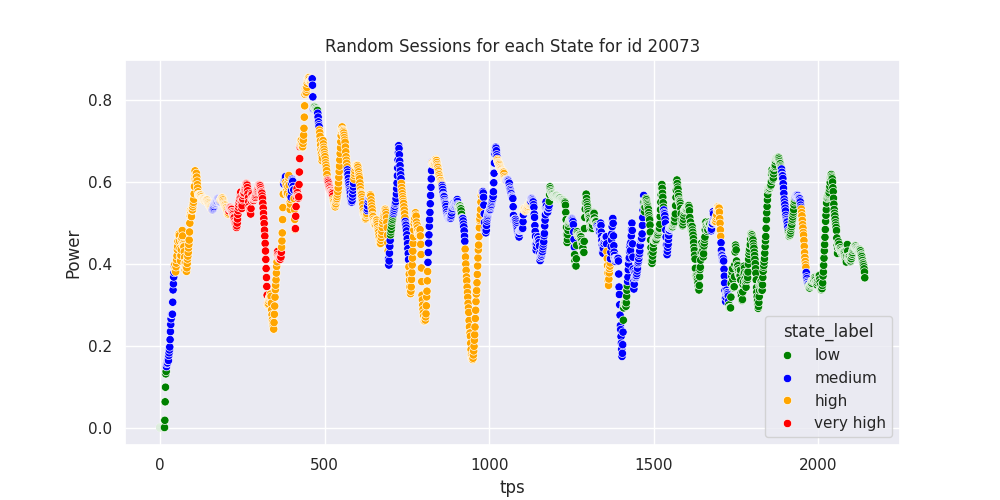 Random Sessions for each State for id 20073
Power
0.8
0.6
0.4
0.2
0.0
0
500
1000
1500
2000
tps
state_label
low
medium
high
very high